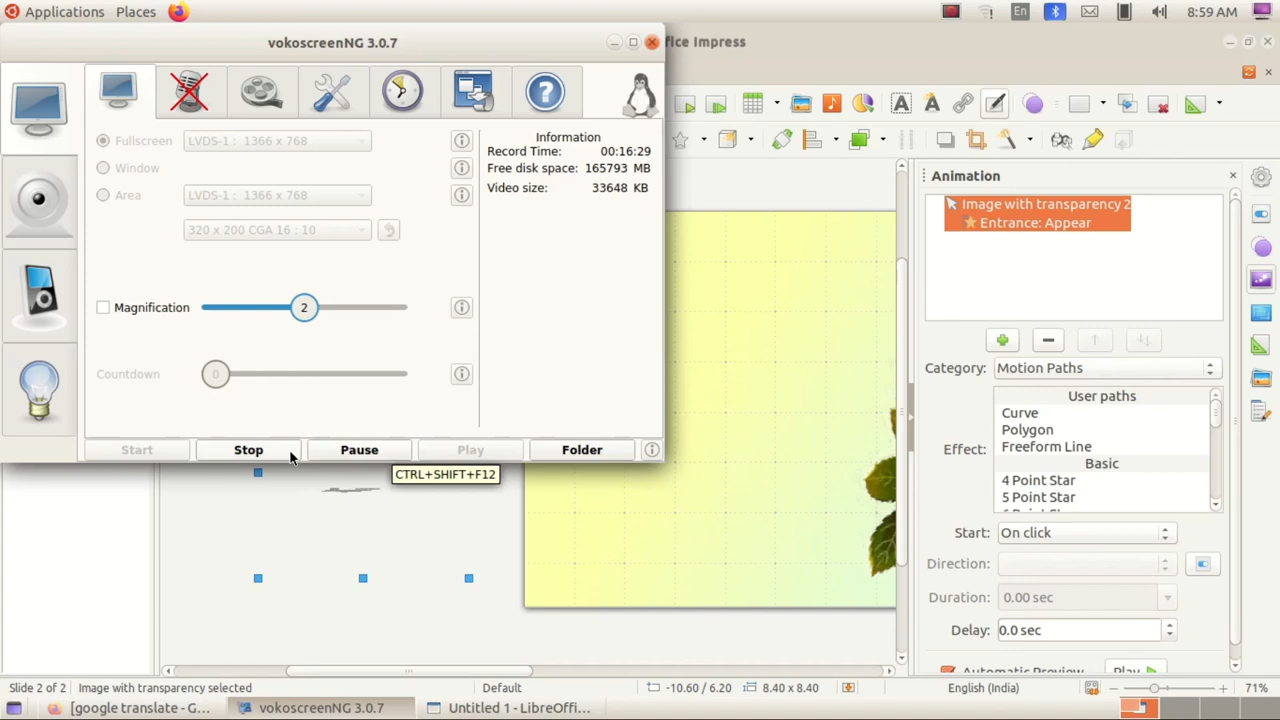 Applications Places En 8:59 AM
vokoscreenNG 3.0.7
fice Impress
Fullscreen LVDS-1 : 1366 x 768
Window
Area LVDS-1 : 1366 x 768
320 x 200 CGA 16 : 10
Magnification 2
Countdown 0
Information
Record Time: 00:16:29
Free disk space: 165793 MB
Video size: 33648 KB
Start Stop Pause Play Folder
CTRL+SHIFT+F12
Animation
Image with transparency 2
Entrance: Appear
Category: Motion Paths
Effect:
User paths
Curve
Polygon
Freeform Line
Basic
4 Point Star
5 Point Star
Start: On click
Direction:
Duration: 0.00 sec
Delay: 0.0 sec
Automatic Preview Play
Slide 2 of 2 Image with transparency selected Default -10.60 / 6.20 8.40 x 8.40 English (India) 71%
[google translate - G... vokoscreenNG 3.0.7 Untitled 1 - LibreOffi...